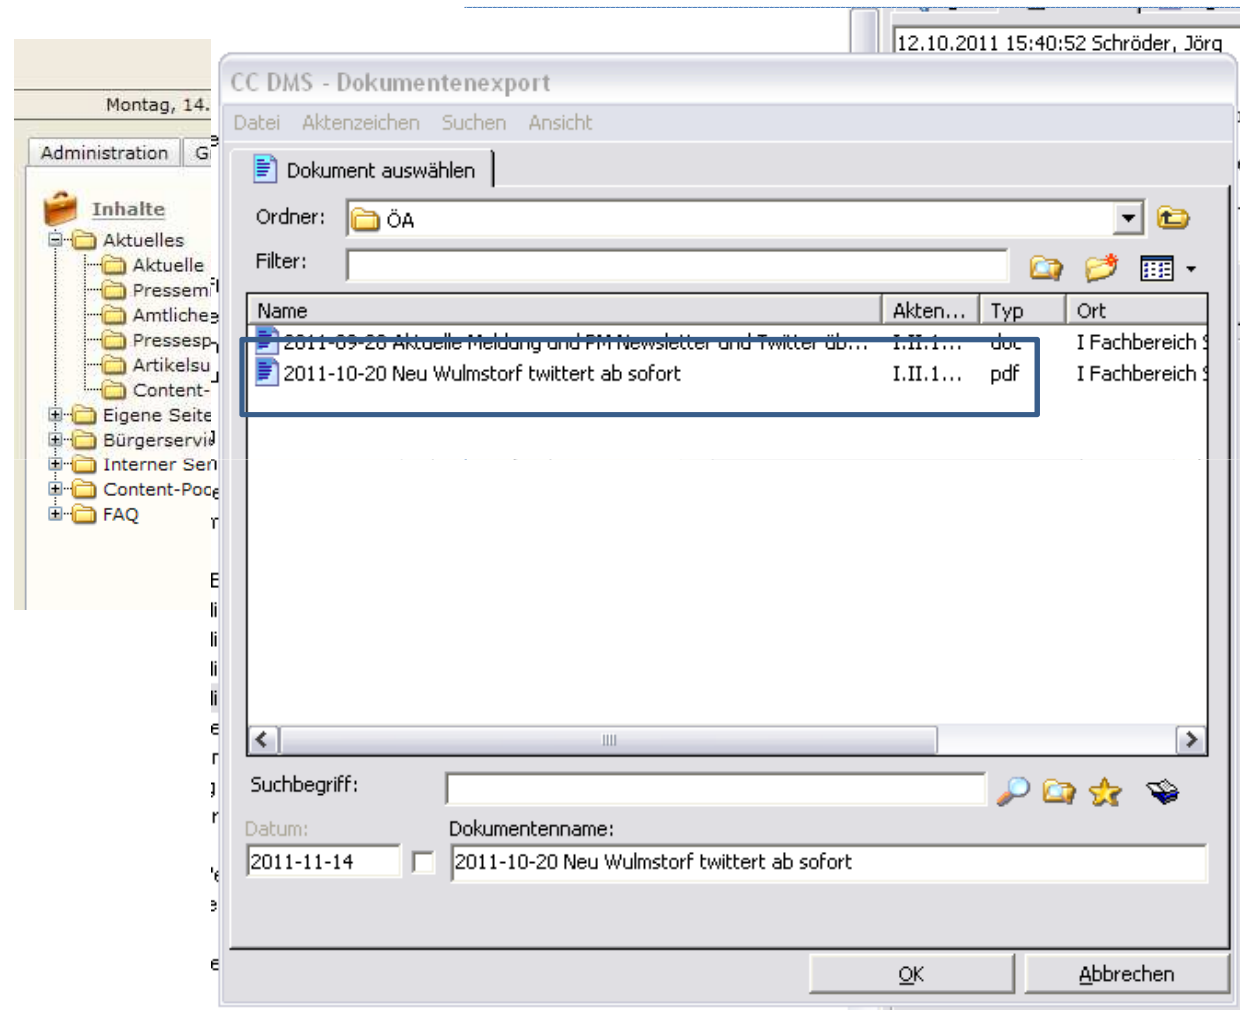 12.10.2011 15:40:52 Schröder, Jörg
Montag, 14.
Administration
Inhalte
Aktuelles
Aktuelle
Pressem
Amtliche
Pressesp
Artikelsu
Content-
Eigene Seite
Bürgerservi
Interner Ser
Content-Poo
FAQ
CC DMS - Dokumentenexport
Datei Aktenzeichen Suchen Ansicht
Dokument auswählen
Ordner: ÖA
Filter:
Name Akten... Typ Ort
2011-09-20 Aktuelle Meldung und PM Newsletter und Twitter üb... I.II.1... doc I Fachbereich S
2011-10-20 Neu Wulmstorf twittert ab sofort I.II.1... pdf I Fachbereich S
Suchbegriff:
Datum: Dokumentenname:
2011-11-14 2011-10-20 Neu Wulmstorf twittert ab sofort
OK Abbrechen